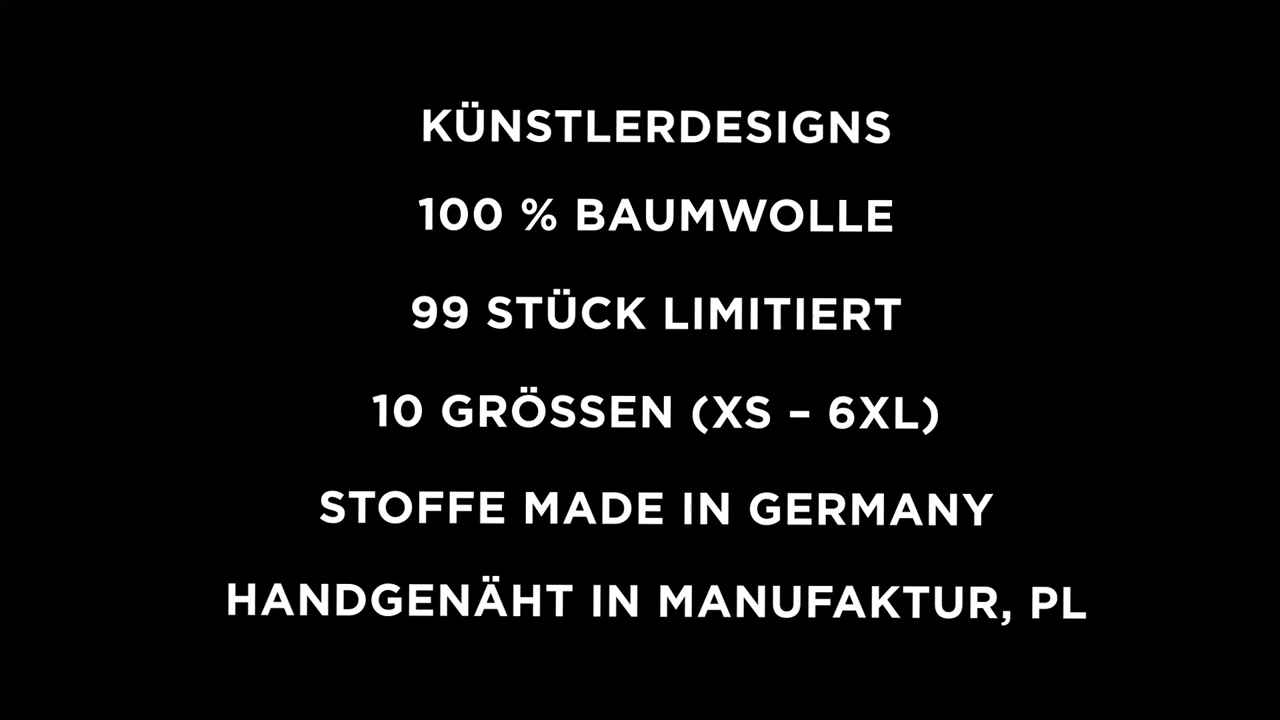 KÜNSTLERDESIGNS
100 % BAUMWOLLE
99 STÜCK LIMITIERT
10 GRÖSSEN (XS – 6XL)
STOFFE MADE IN GERMANY
HANDGENÄHT IN MANUFAKTUR, PL